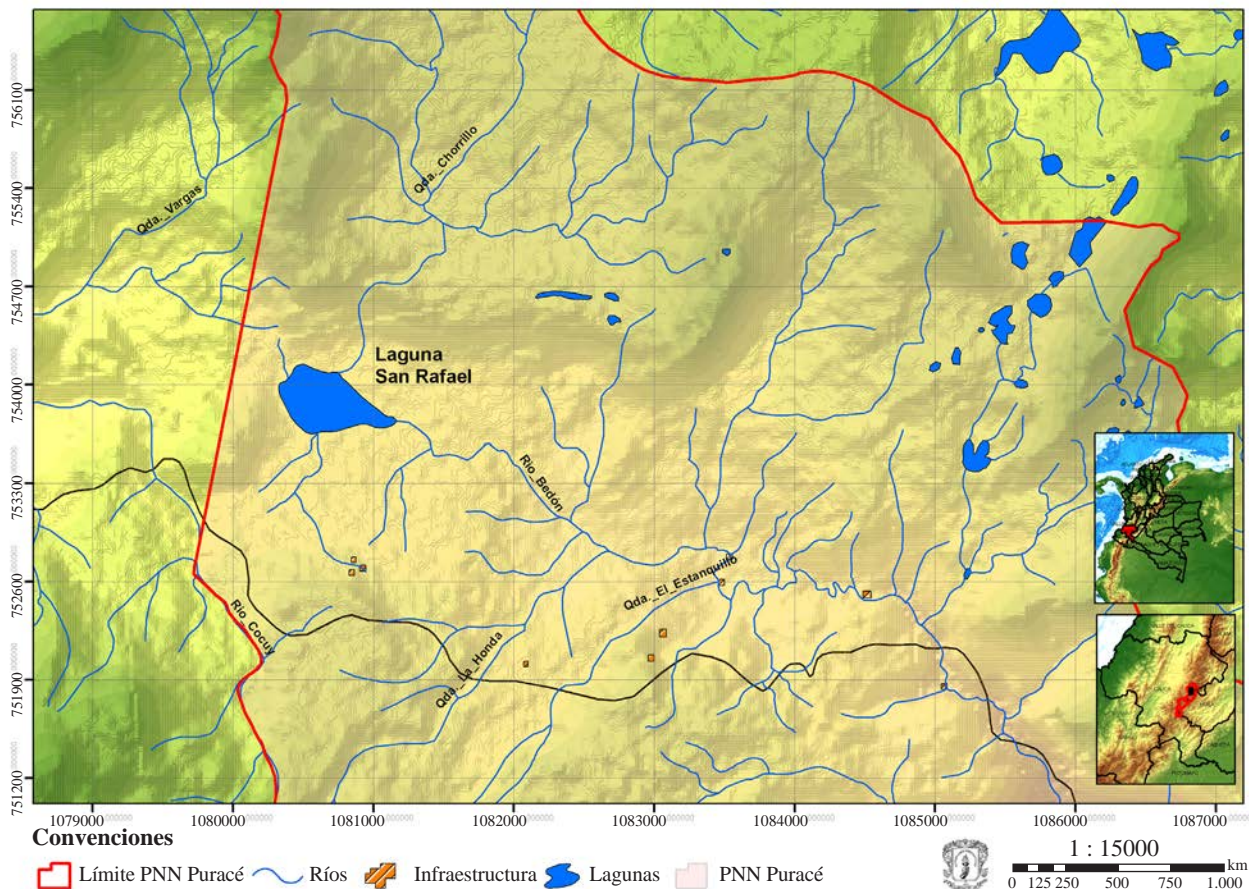 756100
755400
754700
754000
753300
752600
751900
751200
Qda._Vargas
Qda._Chorrillo
Laguna
San Rafael
Rio_Bedón
Qda._El_Estanquillo
Rio_Cocuy
Qda._La_Honda
1079000
1080000
1081000
1082000
1083000
1084000
1085000
1086000
1087000
Convenciones
Límite PNN Puracé
Ríos
Infraestructura
Lagunas
PNN Puracé
1 : 15000
km
0 125 250 500 750 1.000